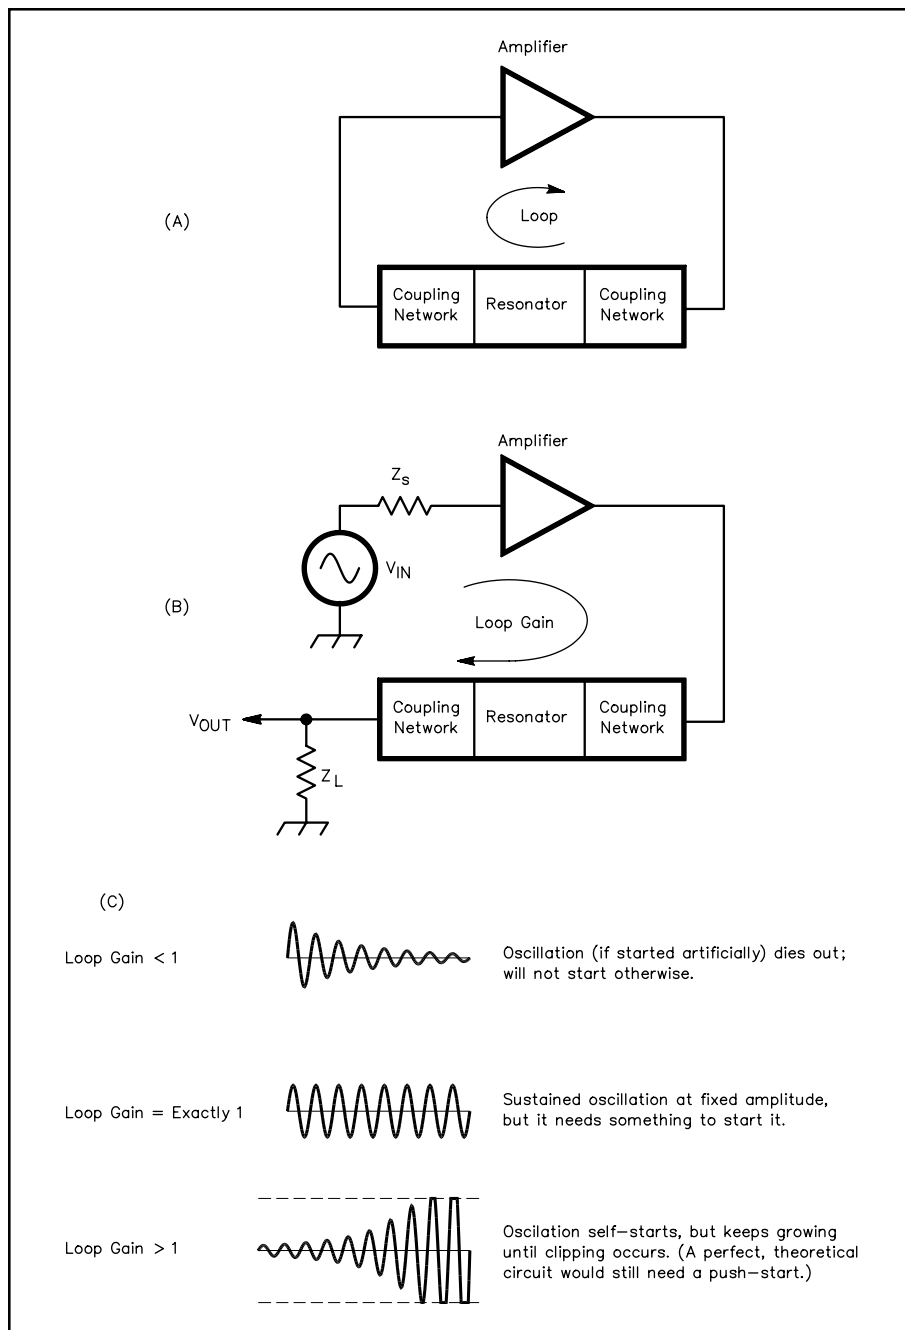 Amplifier
(A)
Loop
Coupling
Network
Resonator
Coupling
Network
Amplifier
Zs
VIN
(B)
Loop Gain
Coupling
Network
Resonator
Coupling
Network
VOUT
ZL
(C)
Loop Gain < 1
Oscillation (if started artificially) dies out;
will not start otherwise.
Loop Gain = Exactly 1
Sustained oscillation at fixed amplitude,
but it needs something to start it.
Loop Gain > 1
Oscilation self-starts, but keeps growing
until clipping occurs. (A perfect, theoretical
circuit would still need a push-start.)